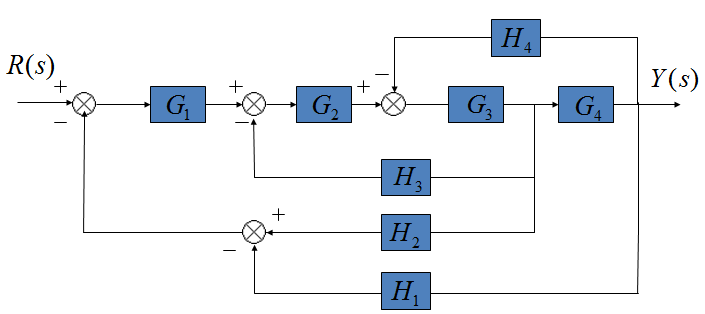 H₄
R(s)
Y(s)
+ + + −
G₁ G₂ G₃ G₄
− −
H₃
+
H₂
−
H₁